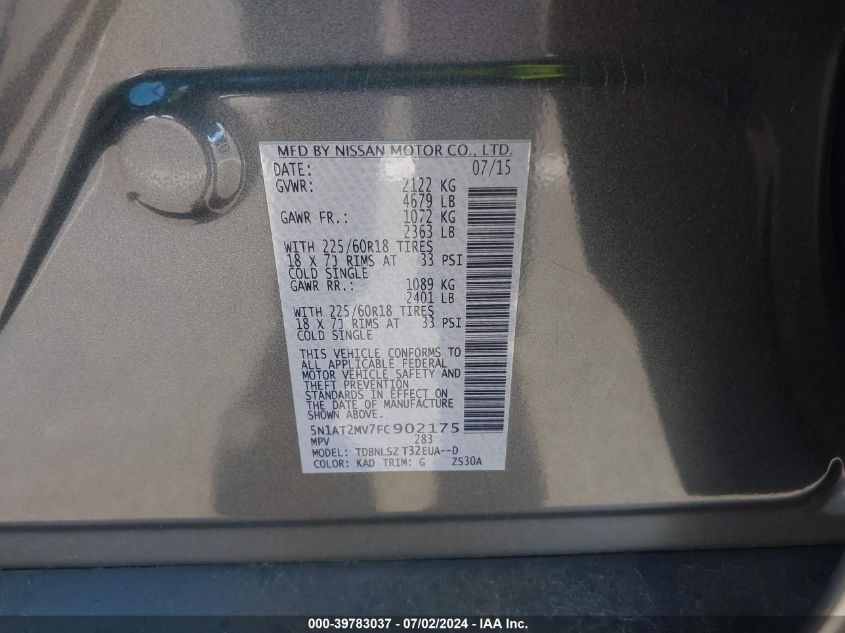 MFD BY NISSAN MOTOR CO., LTD.
DATE: 07/15
GVWR: 2122 KG
4679 LB
GAWR FR.: 1072 KG
2363 LB
WITH 225/60R18 TIRES
18 X 7J RIMS AT 33 PSI
COLD SINGLE
GAWR RR.: 1089 KG
2401 LB
WITH 225/60R18 TIRES
18 X 7J RIMS AT 33 PSI
COLD SINGLE
THIS VEHICLE CONFORMS TO
ALL APPLICABLE FEDERAL
MOTOR VEHICLE SAFETY AND
THEFT PREVENTION
STANDARDS IN EFFECT ON
THE DATE OF MANUFACTURE
SHOWN ABOVE
5N1AT2MV7FC902175
MPV 283
MODEL: TDBNLSZ T32EUA--D
COLOR: KAD TRIM: G ZS30A
000-39783037 - 07/02/2024 - IAA Inc.